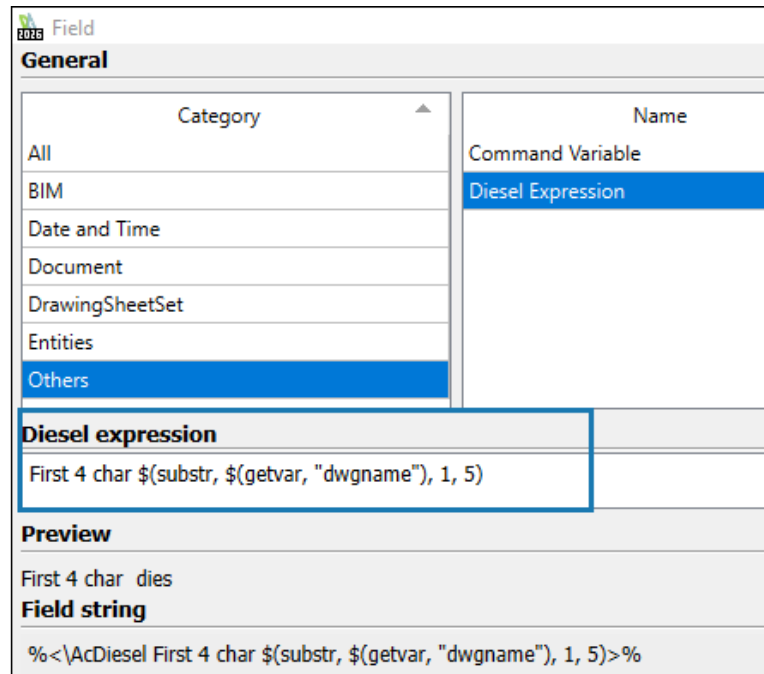 2026 Field
General
Category Name
All Command Variable
BIM Diesel Expression
Date and Time
Document
DrawingSheetSet
Entities
Others
Diesel expression
First 4 char $(substr, $(getvar, "dwgname"), 1, 5)
Preview
First 4 char  dies
Field string
%<\AcDiesel First 4 char $(substr, $(getvar, "dwgname"), 1, 5)>%